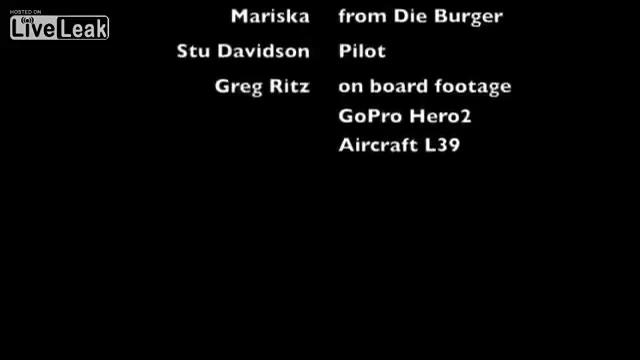 HOSTED ON
LiveLeak
Mariska from Die Burger
Stu Davidson Pilot
Greg Ritz on board footage
GoPro Hero2
Aircraft L39